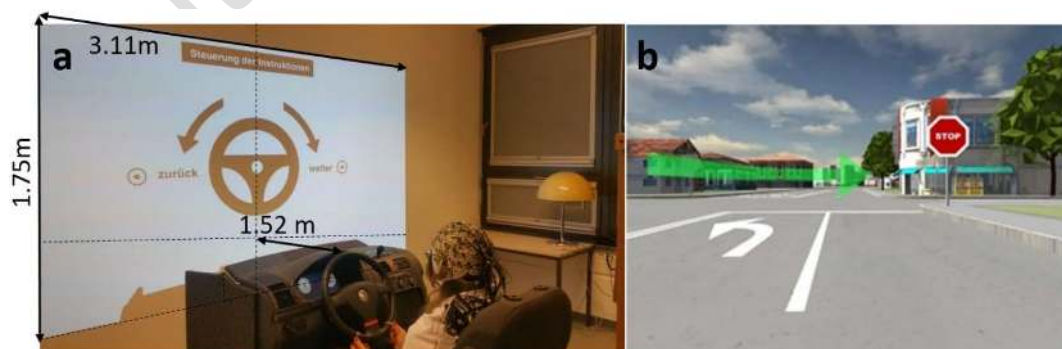 a
3.11m
Steuerung der Instruktionen
zurück
weiter
1.75m
1.52 m
b
STOP